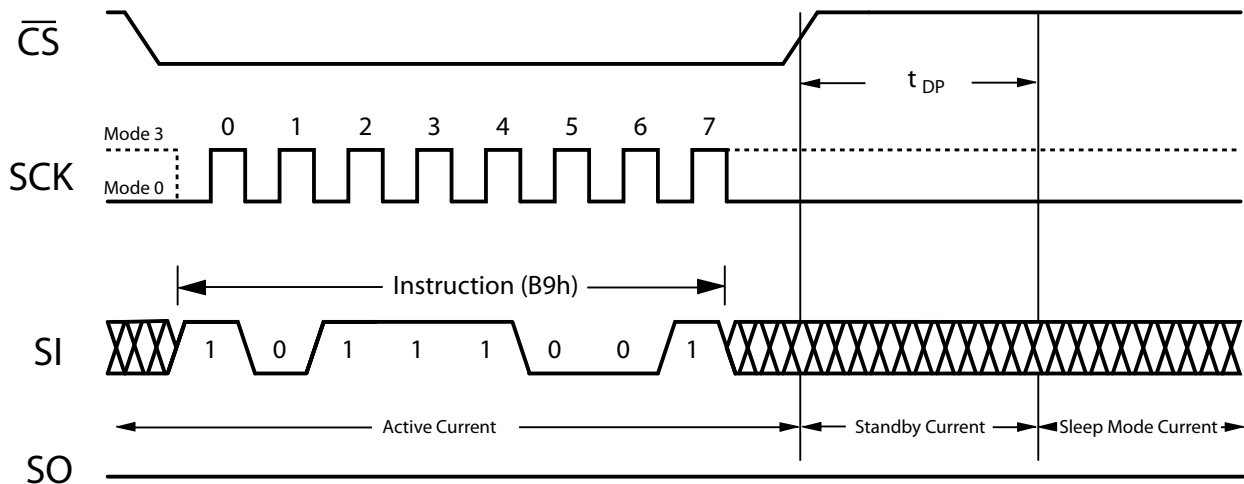 CS
t DP
Mode 3
0 1 2 3 4 5 6 7
SCK
Mode 0
Instruction (B9h)
SI
1 0 1 1 1 0 0 1
Active Current
Standby Current
Sleep Mode Current
SO